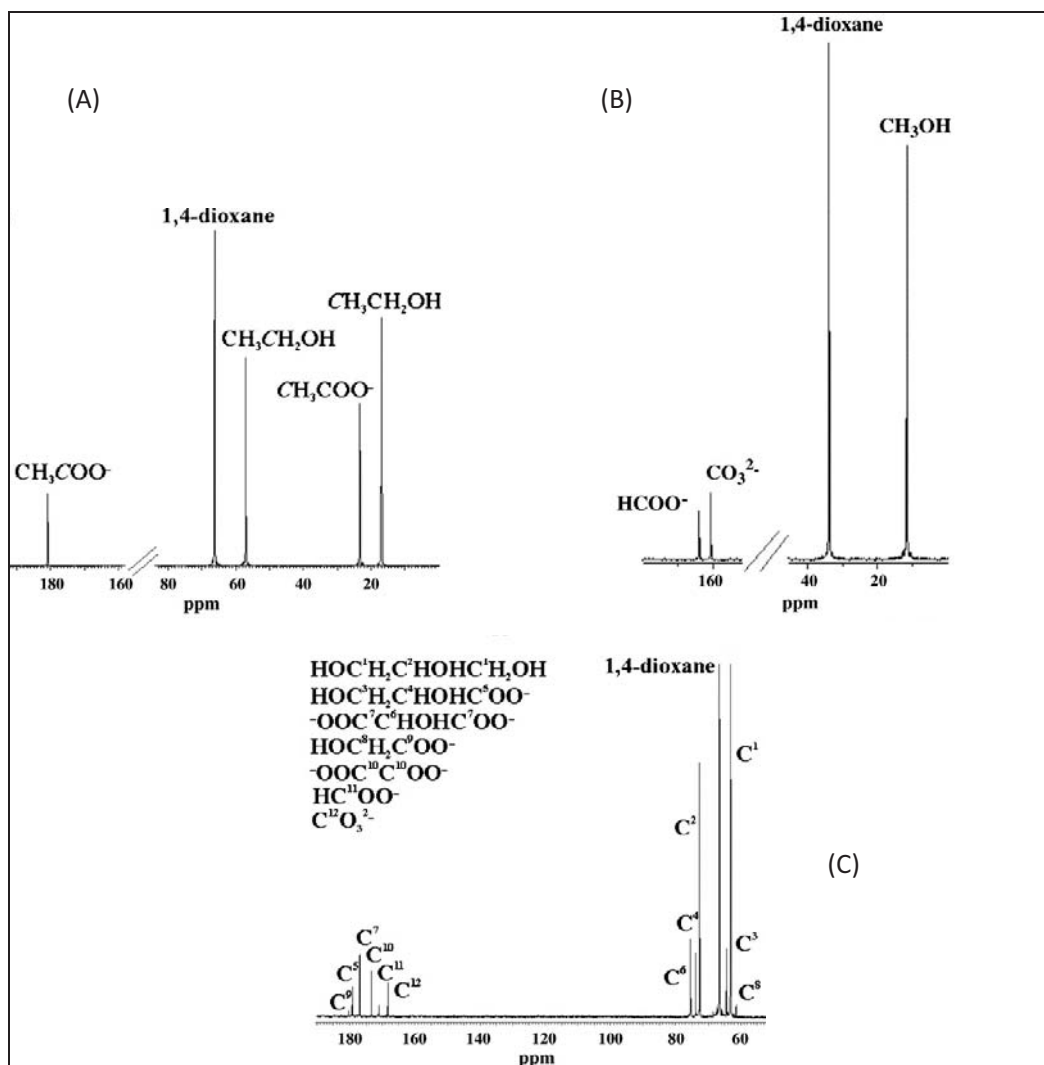 (A)
1,4-dioxane
CH₃CH₂OH
CH₃CH₂OH
CH₃COO⁻
CH₃COO⁻
180 160 80 60 40 20
ppm
(B)
1,4-dioxane
CH₃OH
CO₃²⁻
HCOO⁻
160 40 20
ppm
HOC¹H₂C²HOHC¹H₂OH
HOC³H₂C⁴HOHC⁵OO⁻
⁻OOC⁷C⁶HOHC⁷OO⁻
HOC⁸H₂C⁹OO⁻
⁻OOC¹⁰C¹⁰OO⁻
HC¹¹OO⁻
C¹²O₃²⁻
1,4-dioxane
C¹
C²
(C)
C⁴
C³
C⁷
C¹⁰
C⁶
C⁵
C¹¹
C⁹
C¹²
C⁸
180 160 140 120 100 80 60
ppm